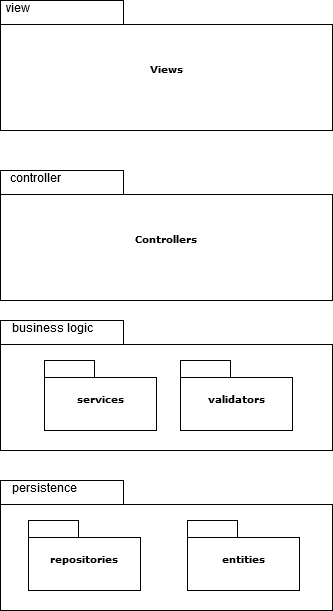 view
Views
controller
Controllers
business logic
services
validators
persistence
repositories
entities